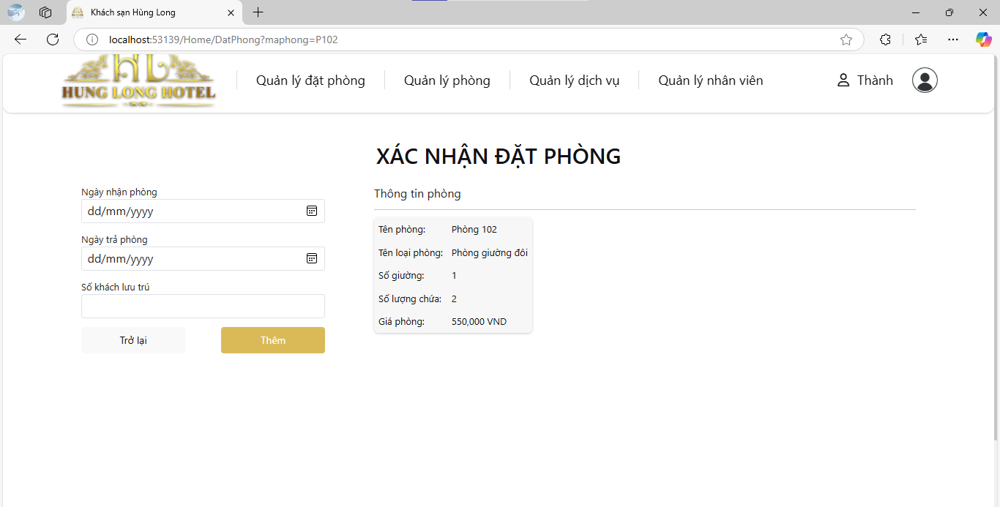 Khách sạn Hùng Long
localhost:53139/Home/DatPhong?maphong=P102
HL
HUNG LONG HOTEL
Quản lý đặt phòng
Quản lý phòng
Quản lý dịch vụ
Quản lý nhân viên
Thành
XÁC NHẬN ĐẶT PHÒNG
Ngày nhận phòng
dd/mm/yyyy
Ngày trả phòng
dd/mm/yyyy
Số khách lưu trú
Trở lại
Thêm
Thông tin phòng
Tên phòng: Phòng 102
Tên loại phòng: Phòng giường đôi
Số giường: 1
Số lượng chứa: 2
Giá phòng: 550,000 VND